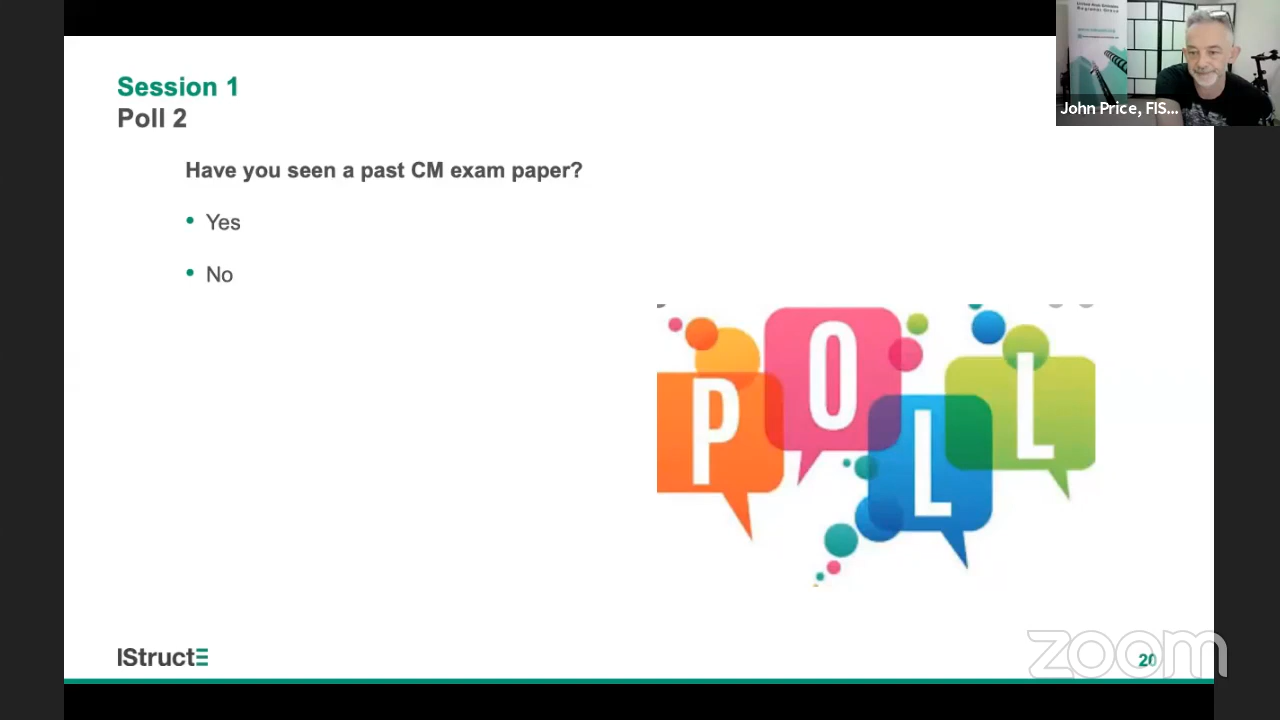 Session 1
Poll 2
Have you seen a past CM exam paper?
• Yes
• No
POLL
IStructE
20
zoom
John Price, FIS...